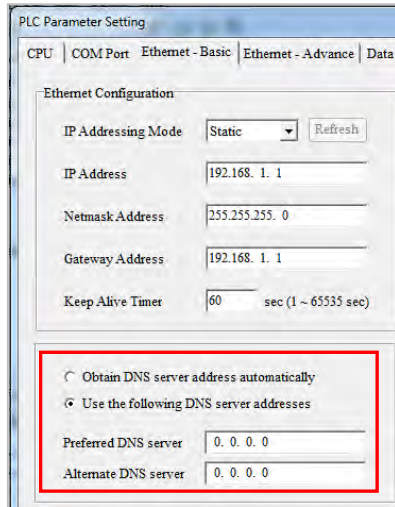 PLC Parameter Setting
CPU COM Port Ethernet - Basic Ethernet - Advance Data
Ethernet Configuration
IP Addressing Mode Static Refresh
IP Address 192.168. 1. 1
Netmask Address 255.255.255. 0
Gateway Address 192.168. 1. 1
Keep Alive Timer 60 sec (1 ~ 65535 sec)
Obtain DNS server address automatically
Use the following DNS server addresses
Preferred DNS server 0. 0. 0. 0
Alternate DNS server 0. 0. 0. 0